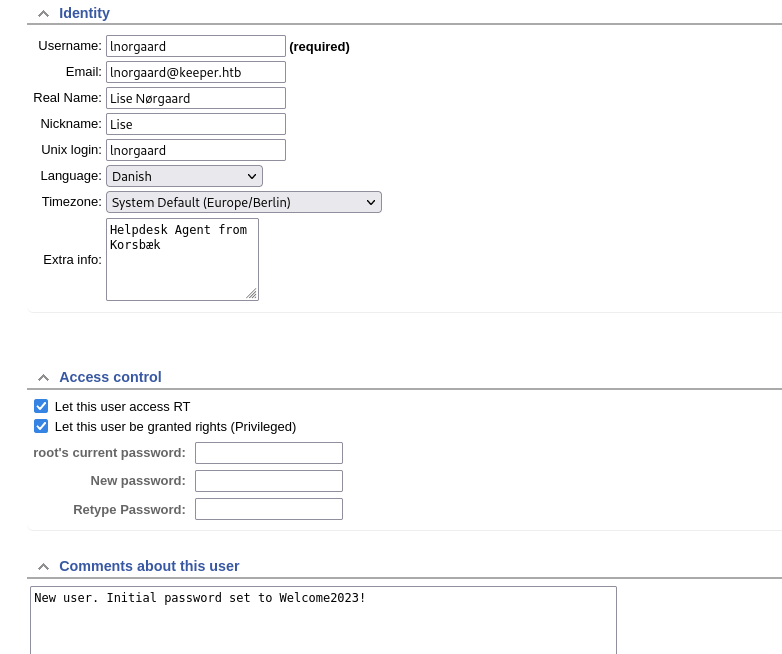 Identity
Username: lnorgaard (required)
Email: lnorgaard@keeper.htb
Real Name: Lise Nørgaard
Nickname: Lise
Unix login: lnorgaard
Language: Danish
Timezone: System Default (Europe/Berlin)
Extra info: Helpdesk Agent from
Korsbæk
Access control
Let this user access RT
Let this user be granted rights (Privileged)
root's current password:
New password:
Retype Password:
Comments about this user
New user. Initial password set to Welcome2023!